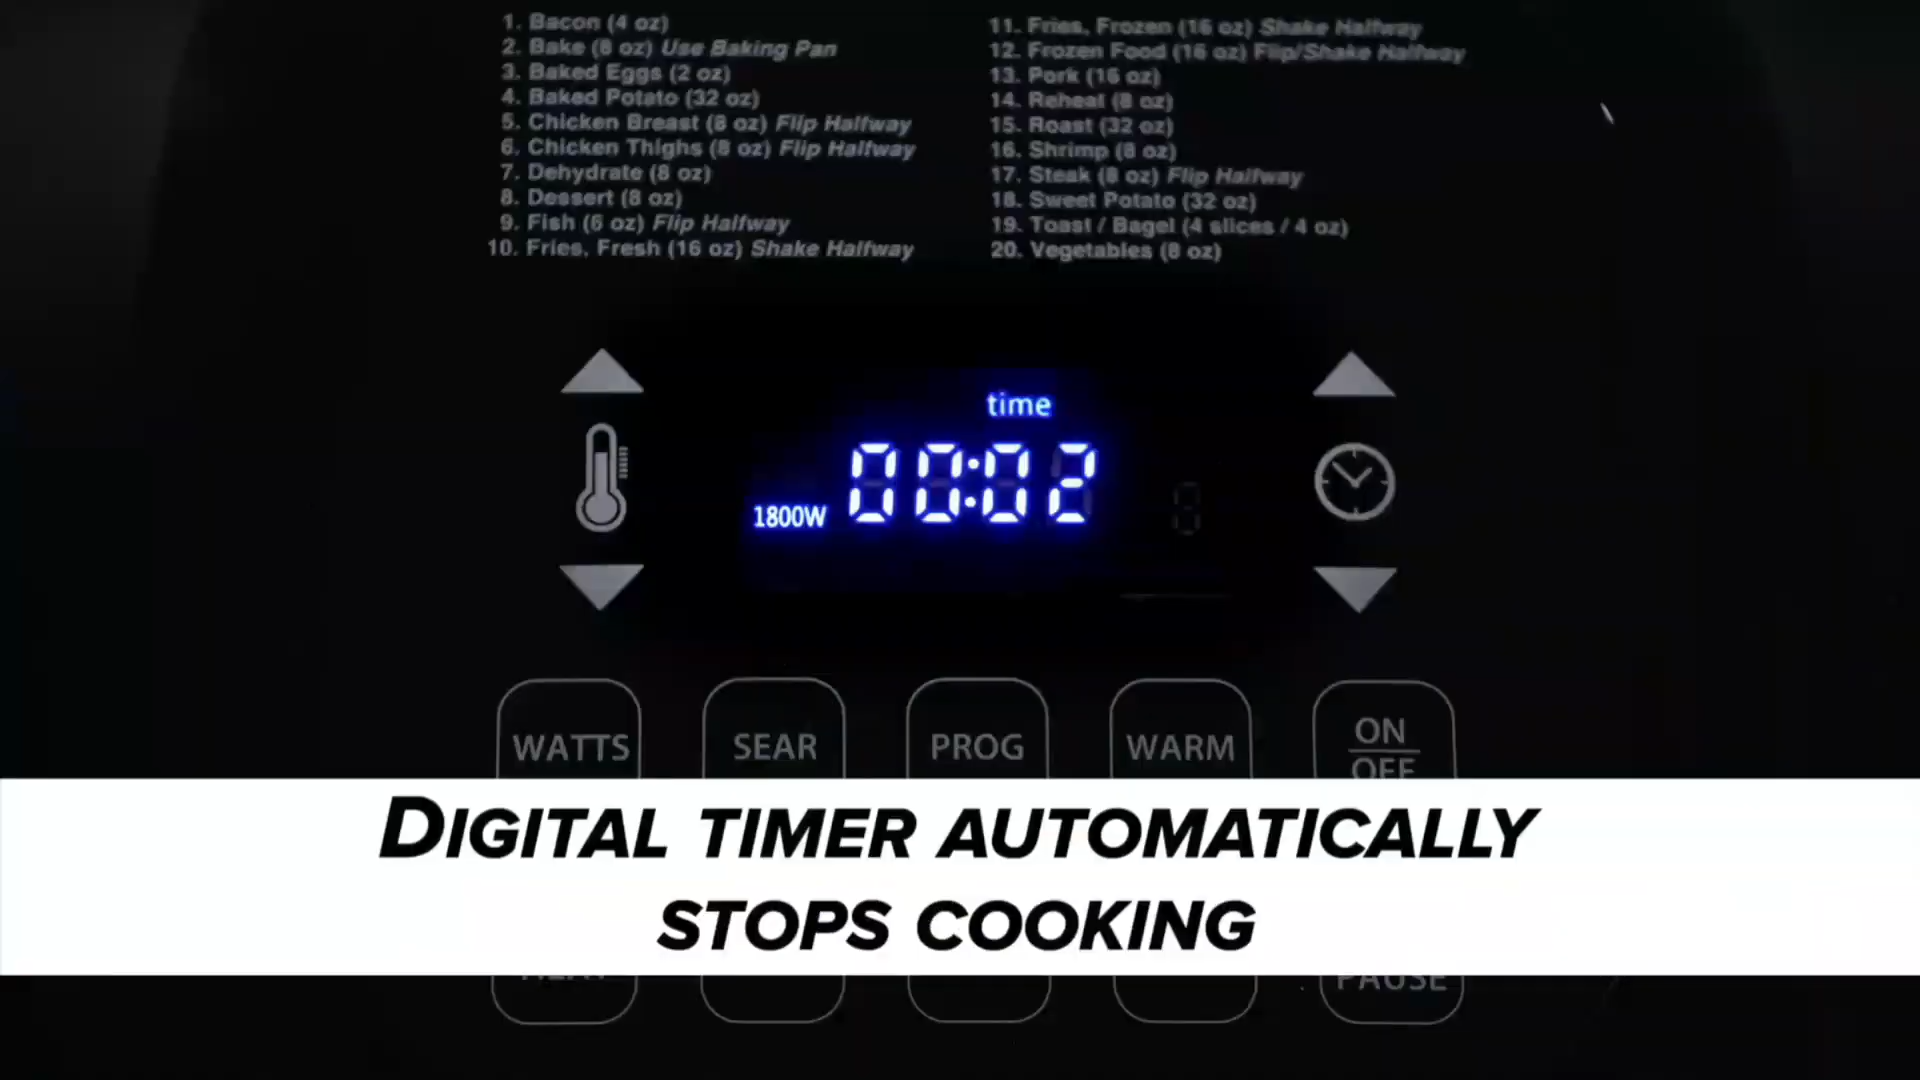 1. Bacon (4 oz)
2. Bake (8 oz) Use Baking Pan
3. Baked Eggs (2 oz)
4. Baked Potato (32 oz)
5. Chicken Breast (8 oz) Flip Halfway
6. Chicken Thighs (8 oz) Flip Halfway
7. Dehydrate (8 oz)
8. Dessert (8 oz)
9. Fish (6 oz) Flip Halfway
10. Fries, Fresh (16 oz) Shake Halfway
11. Fries, Frozen (16 oz) Shake Halfway
12. Frozen Food (16 oz) Flip/Shake Halfway
13. Pork (16 oz)
14. Reheat (8 oz)
15. Roast (32 oz)
16. Shrimp (8 oz)
17. Steak (8 oz) Flip Halfway
18. Sweet Potato (32 oz)
19. Toast / Bagel (4 slices / 4 oz)
20. Vegetables (8 oz)
time
1800W 00:02
WATTS SEAR PROG WARM ON
OFF
DIGITAL TIMER AUTOMATICALLY
STOPS COOKING
PAUSE